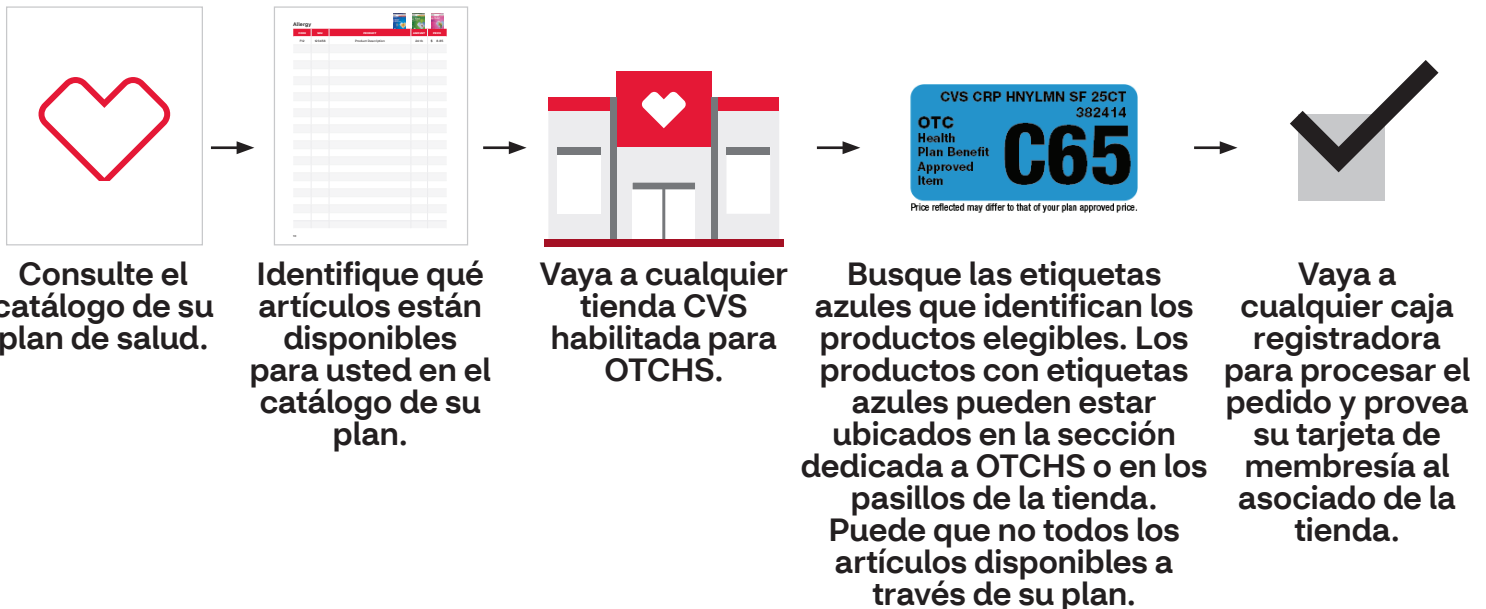 Allergy
PRODUCT
Product Description
CVS CRP HNYLMN SF 25CT
382414
OTC
Health
Plan Benefit
Approved
Item
C65
Price reflected may differ to that of your plan approved price.
Consulte el
catálogo de su
plan de salud.
Identifique qué
artículos están
disponibles
para usted en el
catálogo de su
plan.
Vaya a cualquier
tienda CVS
habilitada para
OTCHS.
Busque las etiquetas
azules que identifican los
productos elegibles. Los
productos con etiquetas
azules pueden estar
ubicados en la sección
dedicada a OTCHS o en los
pasillos de la tienda.
Puede que no todos los
artículos disponibles a
través de su plan.
Vaya a
cualquier caja
registradora
para procesar el
pedido y provea
su tarjeta de
membresía al
asociado de la
tienda.